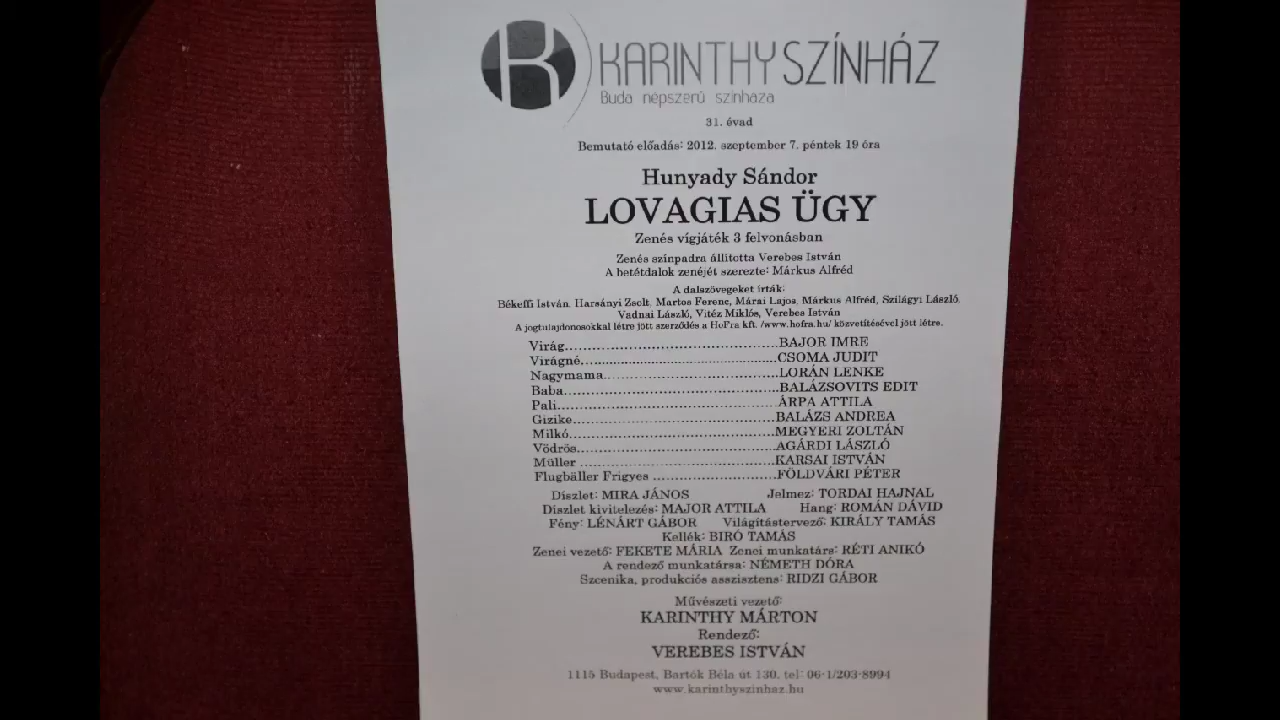 KARINTHY SZÍNHÁZ
Buda népszerű színháza
31. évad
Bemutató előadás: 2012. szeptember 7. péntek 19 óra
Hunyady Sándor
LOVAGIAS ÜGY
Zenés vígjáték 3 felvonásban
Zenés színpadra állította Verebes István
A betétdalok zenéjét szerezte: Márkus Alfréd
A dalszövegeket írták:
Békeffi István, Harsányi Zsolt, Martos Ferenc, Márai Lajos, Márkus Alfréd, Szilágyi László,
Vadnai László, Vitéz Miklós, Verebes István
A jogtulajdonosokkal létre jött szerződés a HoFra kft. /www.hofra.hu/ közvetítésével jött létre.
Virág..........................................BAJOR IMRE
Virágné.......................................CSOMA JUDIT
Nagymama..................................LORÁN LENKE
Baba...........................................BALÁZSOVITS EDIT
Pali............................................ÁRPA ATTILA
Gizike........................................BALÁZS ANDREA
Milkó.........................................MEGYERI ZOLTÁN
Vödrös.......................................AGÁRDI LÁSZLÓ
Müller .......................................KARSAI ISTVÁN
Flugbäller Frigyes .........................FÖLDVÁRI PÉTER
Díszlet: MIRA JÁNOS Jelmez: TORDAI HAJNAL
Díszlet kivitelezés: MAJOR ATTILA Hang: ROMÁN DÁVID
Fény: LÉNÁRT GÁBOR Világítástervező: KIRÁLY TAMÁS
Kellék: BIRÓ TAMÁS
Zenei vezető: FEKETE MÁRIA Zenei munkatárs: RÉTI ANIKÓ
A rendező munkatársa: NÉMETH DÓRA
Szcenika, produkciós asszisztens: RIDZI GÁBOR
Művészeti vezető:
KARINTHY MÁRTON
Rendező:
VEREBES ISTVÁN
1115 Budapest, Bartók Béla út 130. tel: 06-1/203-8994
www.karinthyszinhaz.hu